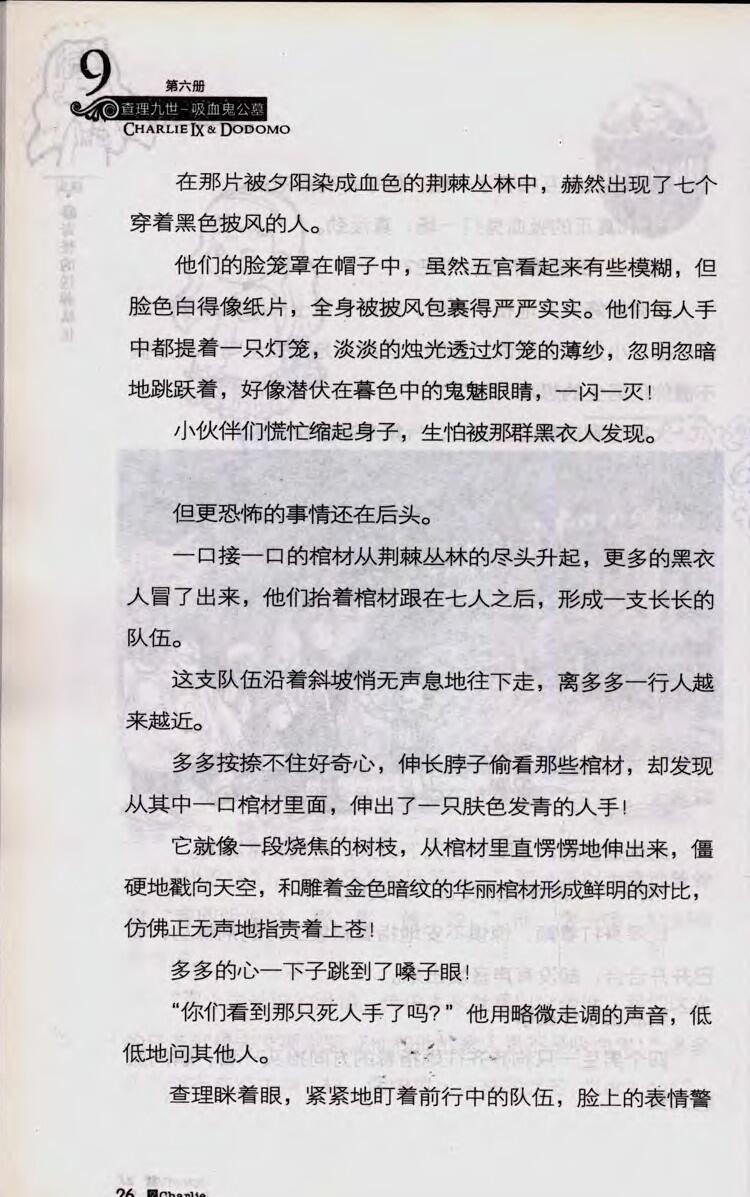 9
第六册
查理九世-吸血鬼公墓
CHARLIE IX & DODOMO
在那片被夕阳染成血色的荆棘丛林中，赫然出现了七个
穿着黑色披风的人。
他们的脸笼罩在帽子中，虽然五官看起来有些模糊，但
脸色白得像纸片，全身被披风包裹得严严实实。他们每人手
中都提着一只灯笼，淡淡的烛光透过灯笼的薄纱，忽明忽暗
地跳跃着，好像潜伏在暮色中的鬼魅眼睛，一闪一灭！
小伙伴们慌忙缩起身子，生怕被那群黑衣人发现。
但更恐怖的事情还在后头。
一口接一口的棺材从荆棘丛林的尽头升起，更多的黑衣
人冒了出来，他们抬着棺材跟在七人之后，形成一支长长的
队伍。
这支队伍沿着斜坡悄无声息地往下走，离多多一行人越
来越近。
多多按捺不住好奇心，伸长脖子偷看那些棺材，却发现
从其中一口棺材里面，伸出了一只肤色发青的人手！
它就像一段烧焦的树枝，从棺材里直愣愣地伸出来，僵
硬地戳向天空，和雕着金色暗纹的华丽棺材形成鲜明的对比，
仿佛正无声地指责着上苍！
多多的心一下子跳到了嗓子眼！
“你们看到那只死人手了吗？”他用略微走调的声音，低
低地问其他人。
查理眯着眼，紧紧地盯着前行中的队伍，脸上的表情警
26 Charlie